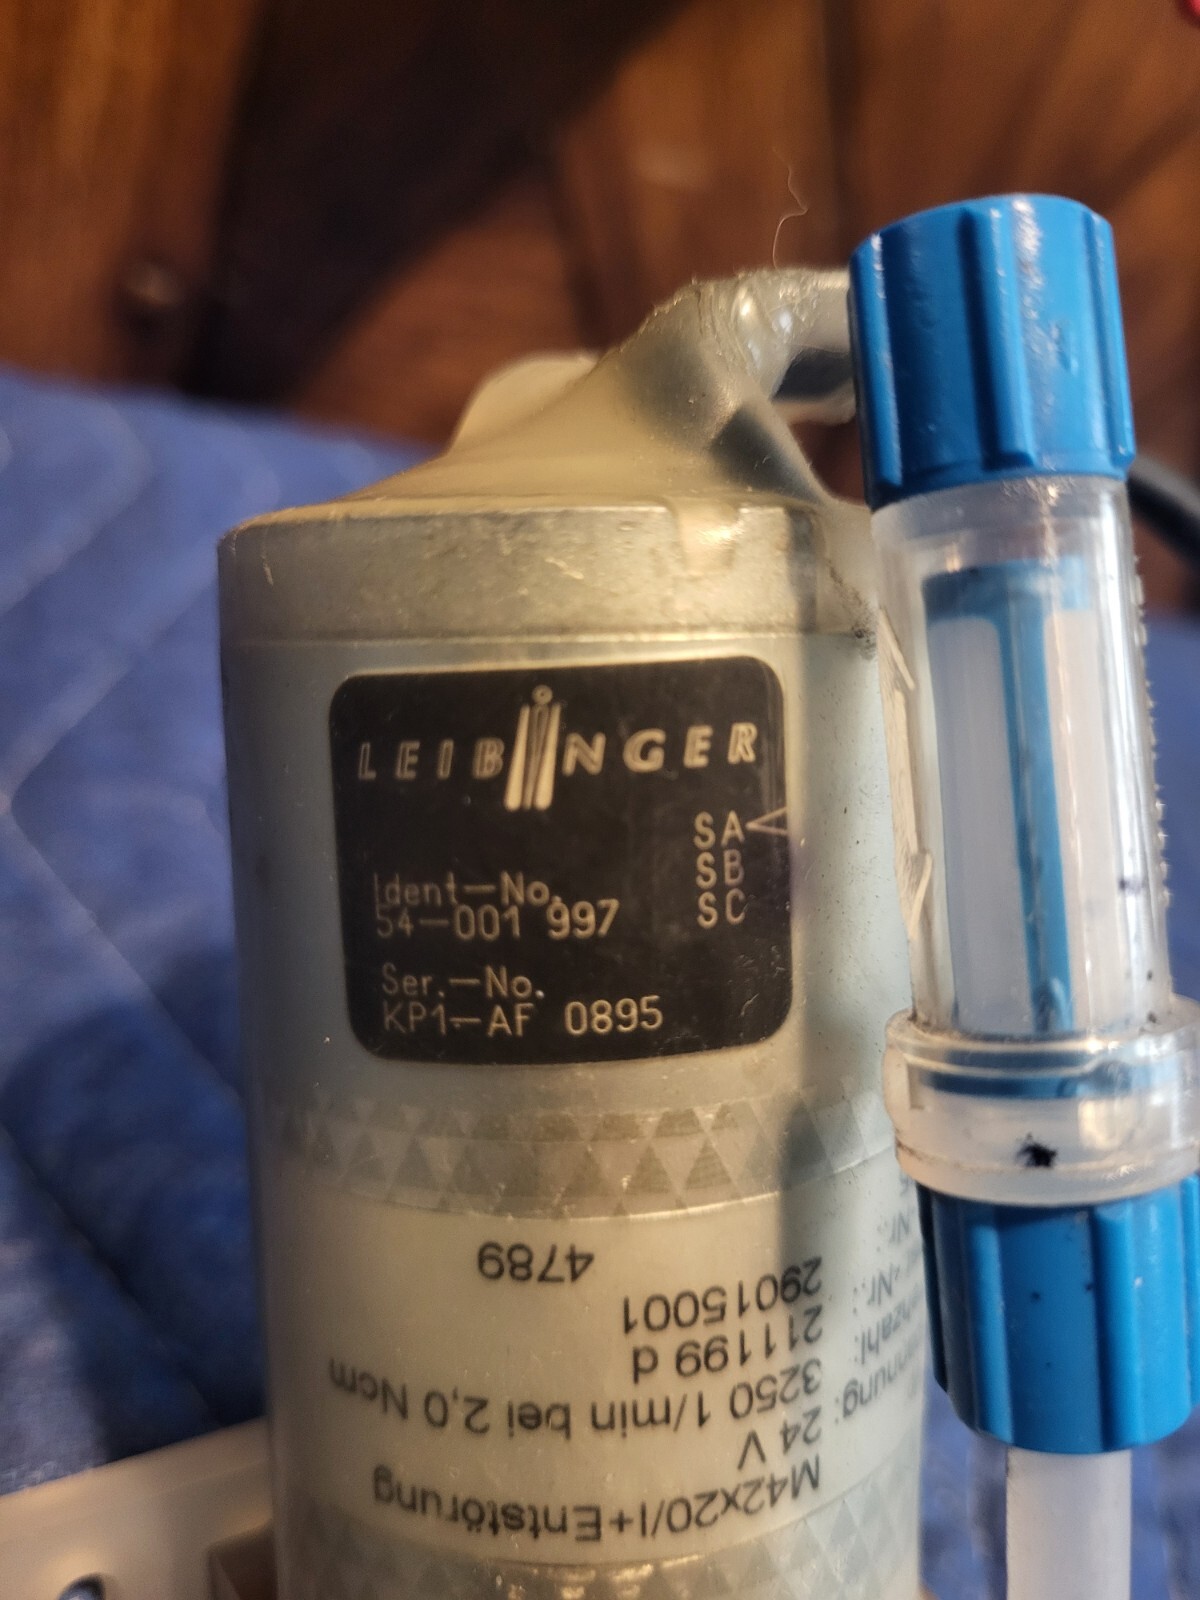 LEIBINGER
SA
SB
SC
Ident-No.
54-001 997
Ser.-No.
KP1-AF 0895
M42x20/I+Entstörung
24 V
3250 1/min bei 2,0 Ncm
211199 d
29015001
4789